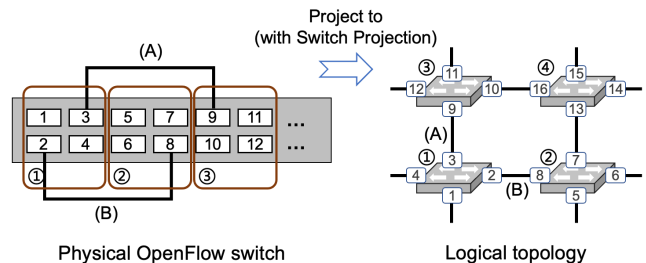 Project to
(with Switch Projection)
(A)
1 3 5 7 9 11 ...
2 4 6 8 10 12 ...
① ② ③
(B)
Physical OpenFlow switch
③ 11 ④ 15
12 10 16 14
9 13
(A)
① 3 ② 7
4 2 8 6
(B)
1 5
Logical topology